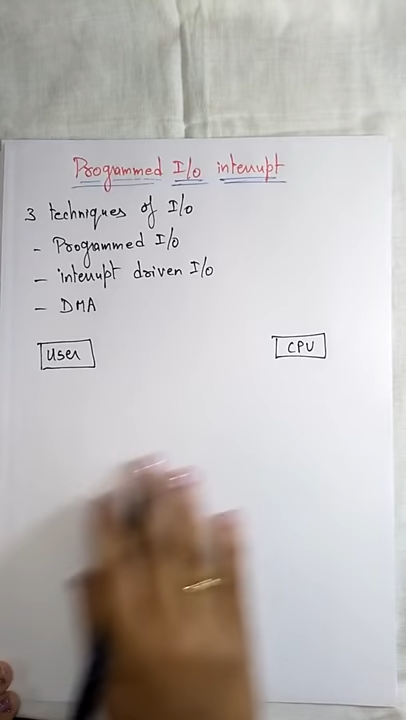 Programmed I/o interrupt
3 techniques of I/o
- Programmed I/o
- interrupt driven I/o
- DMA
User CPU